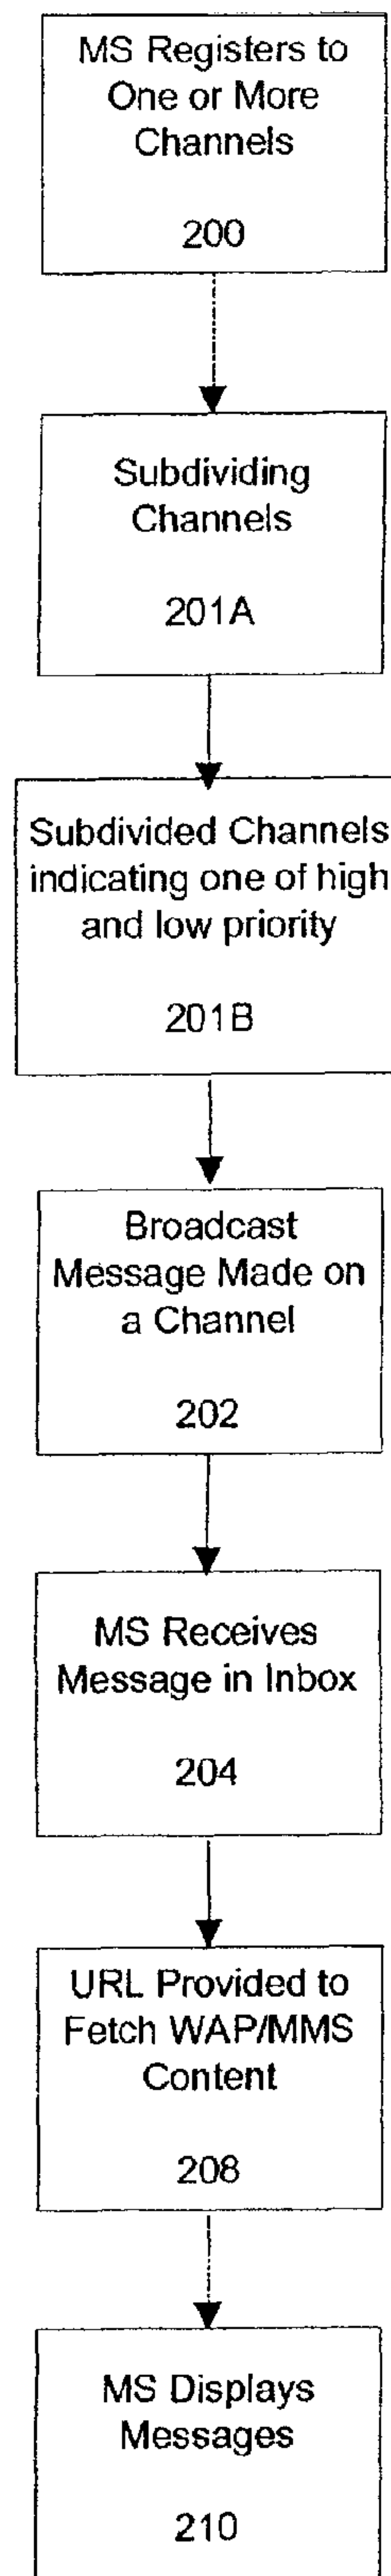 MS Registers to
One or More
Channels
200
Subdividing
Channels
201A
Subdivided Channels
indicating one of high
and low priority
201B
Broadcast
Message Made on
a Channel
202
MS Receives
Message in Inbox
204
URL Provided to
Fetch WAP/MMS
Content
208
MS Displays
Messages
210